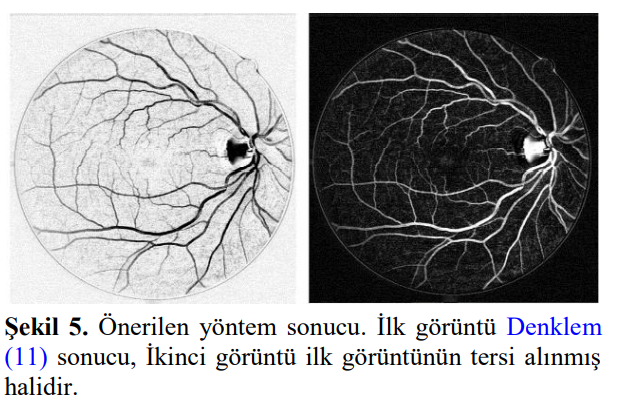 Şekil 5. Önerilen yöntem sonucu. İlk görüntü Denklem
(11) sonucu, İkinci görüntü ilk görüntünün tersi alınmış
halidir.